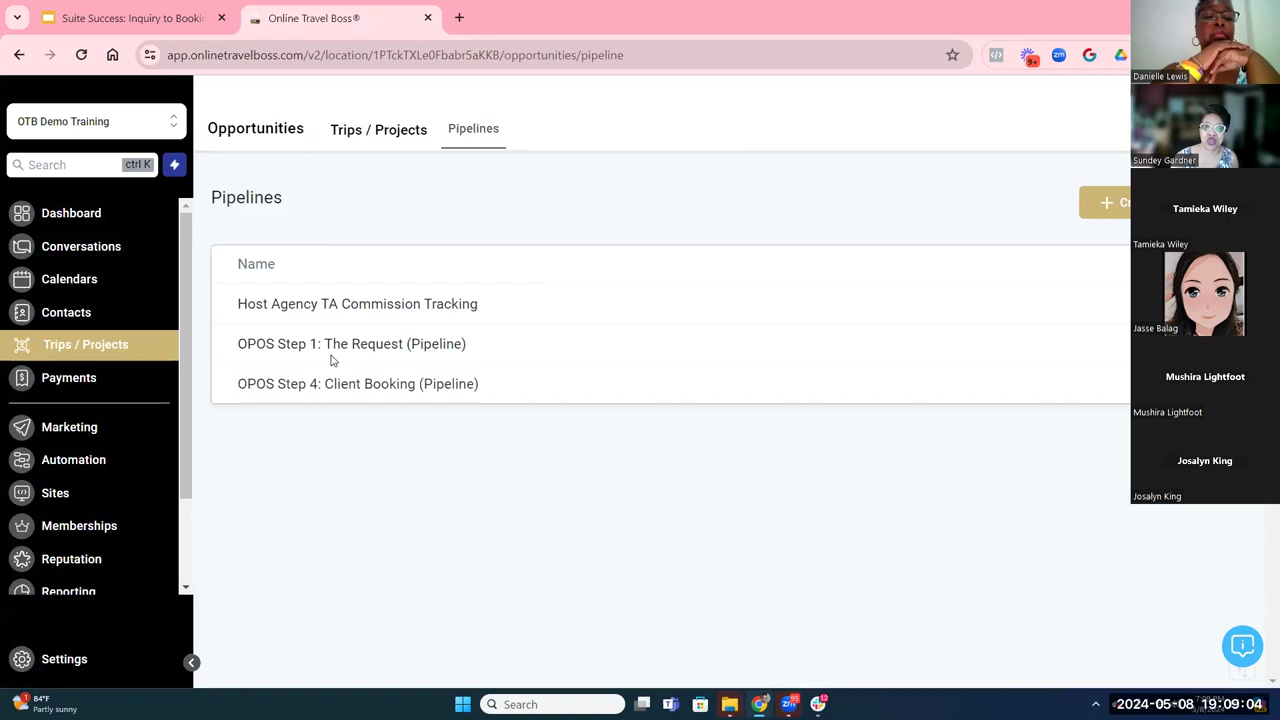 Suite Success: Inquiry to Bookin
Online Travel Boss®
app.onlinetravelboss.com/v2/location/1PTckTXLe0Fbabr5aKKB/opportunities/pipeline
9+
zm
OTB Demo Training
Search
ctrl K
Dashboard
Conversations
Calendars
Contacts
Trips / Projects
Payments
Marketing
Automation
Sites
Memberships
Reputation
Reporting
Settings
Opportunities
Trips / Projects
Pipelines
Pipelines
+ Cr
Name
Host Agency TA Commission Tracking
OPOS Step 1: The Request (Pipeline)
OPOS Step 4: Client Booking (Pipeline)
Danielle Lewis
Sundey Gardner
Tamieka Wiley
Tamieka Wiley
Jasse Balag
Mushira Lightfoot
Mushira Lightfoot
Josalyn King
Josalyn King
1
84°F
Partly sunny
Search
2024-05-08 19:09:04